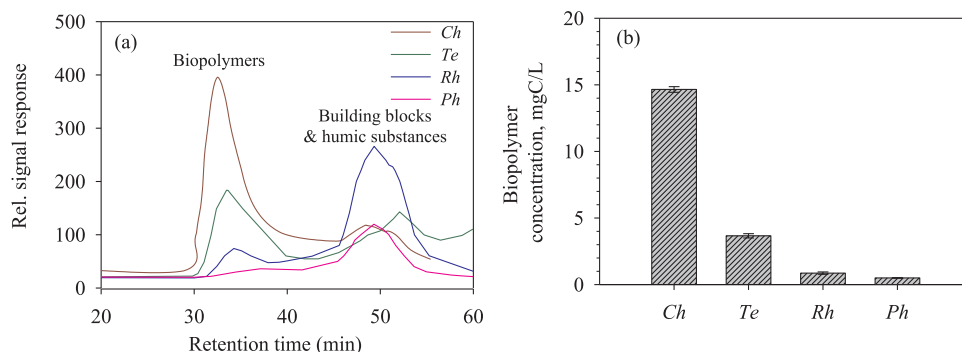 (a)
500
400
300
200
100
0
Rel. signal response
Biopolymers
Building blocks
& humic substances
Ch
Te
Rh
Ph
20
30
40
50
60
Retention time (min)
(b)
20
15
10
5
0
Biopolymer
concentration, mgC/L
Ch
Te
Rh
Ph